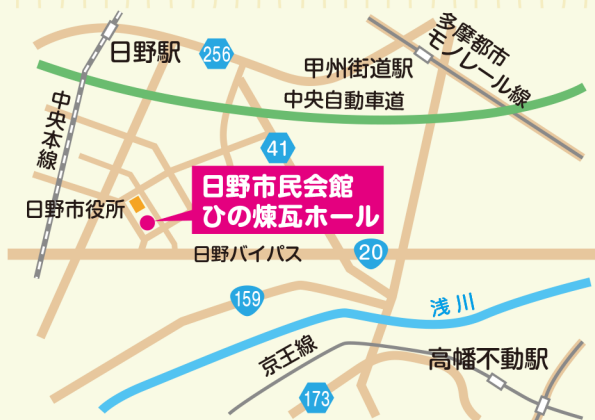 多摩都市
モノレール線
日野駅
256
甲州街道駅
中央自動車道
中央本線
41
日野市民会館
ひの煉瓦ホール
日野市役所
日野バイパス
20
159
浅川
京王線
高幡不動駅
173